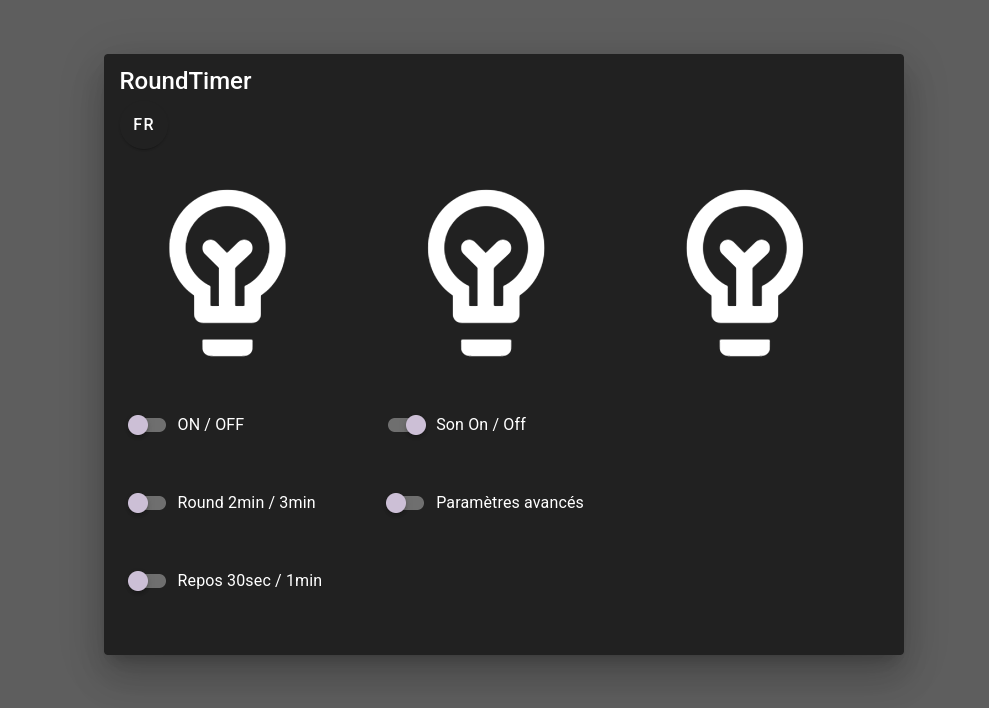 RoundTimer
FR
ON / OFF
Son On / Off
Round 2min / 3min
Paramètres avancés
Repos 30sec / 1min